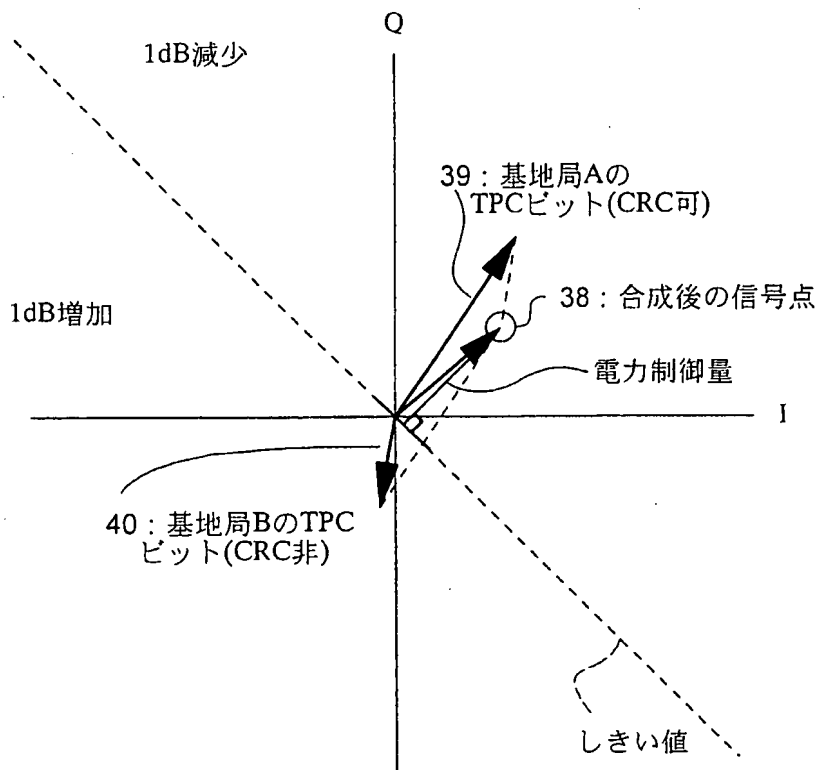 Q
1dB減少
39：基地局Aの
TPCビット(CRC可)
38：合成後の信号点
1dB増加
電力制御量
I
40：基地局BのTPC
ビット(CRC非)
しきい値